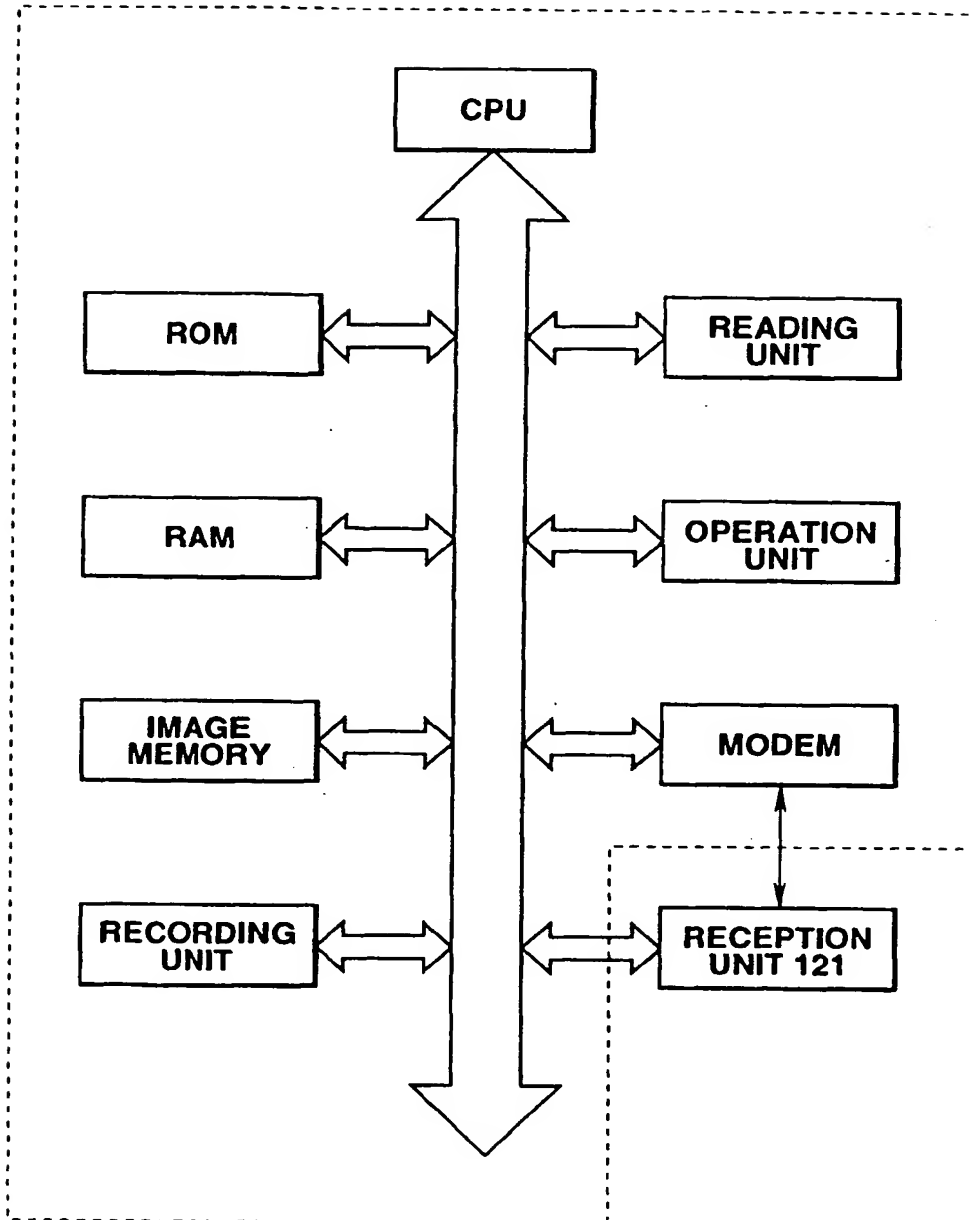 CPU
ROM
READING
UNIT
RAM
OPERATION
UNIT
IMAGE
MEMORY
MODEM
RECORDING
UNIT
RECEPTION
UNIT 121